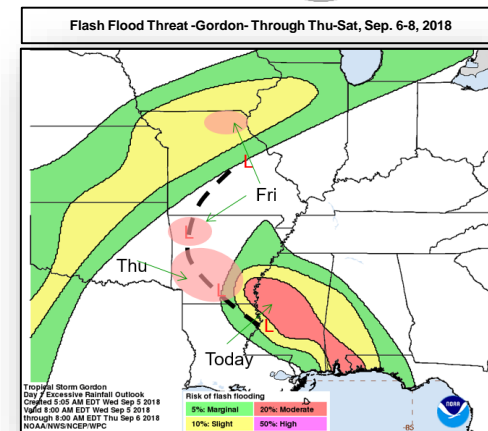 Flash Flood Threat -Gordon- Through Thu-Sat, Sep. 6-8, 2018
L
Fri
L
Thu
L
L
Today
Tropical Storm Gordon
Day 1 Excessive Rainfall Outlook
Created 5:05 AM EDT Wed Sep 5 2018
Valid 8:00 AM EDT Wed Sep 5 2018
through 8:00 AM EDT Thu Sep 6 2018
NOAA/NWS/NCEP/WPC
Risk of flash flooding
5%: Marginal 20%: Moderate
10%: Slight 50%: High
NOAA